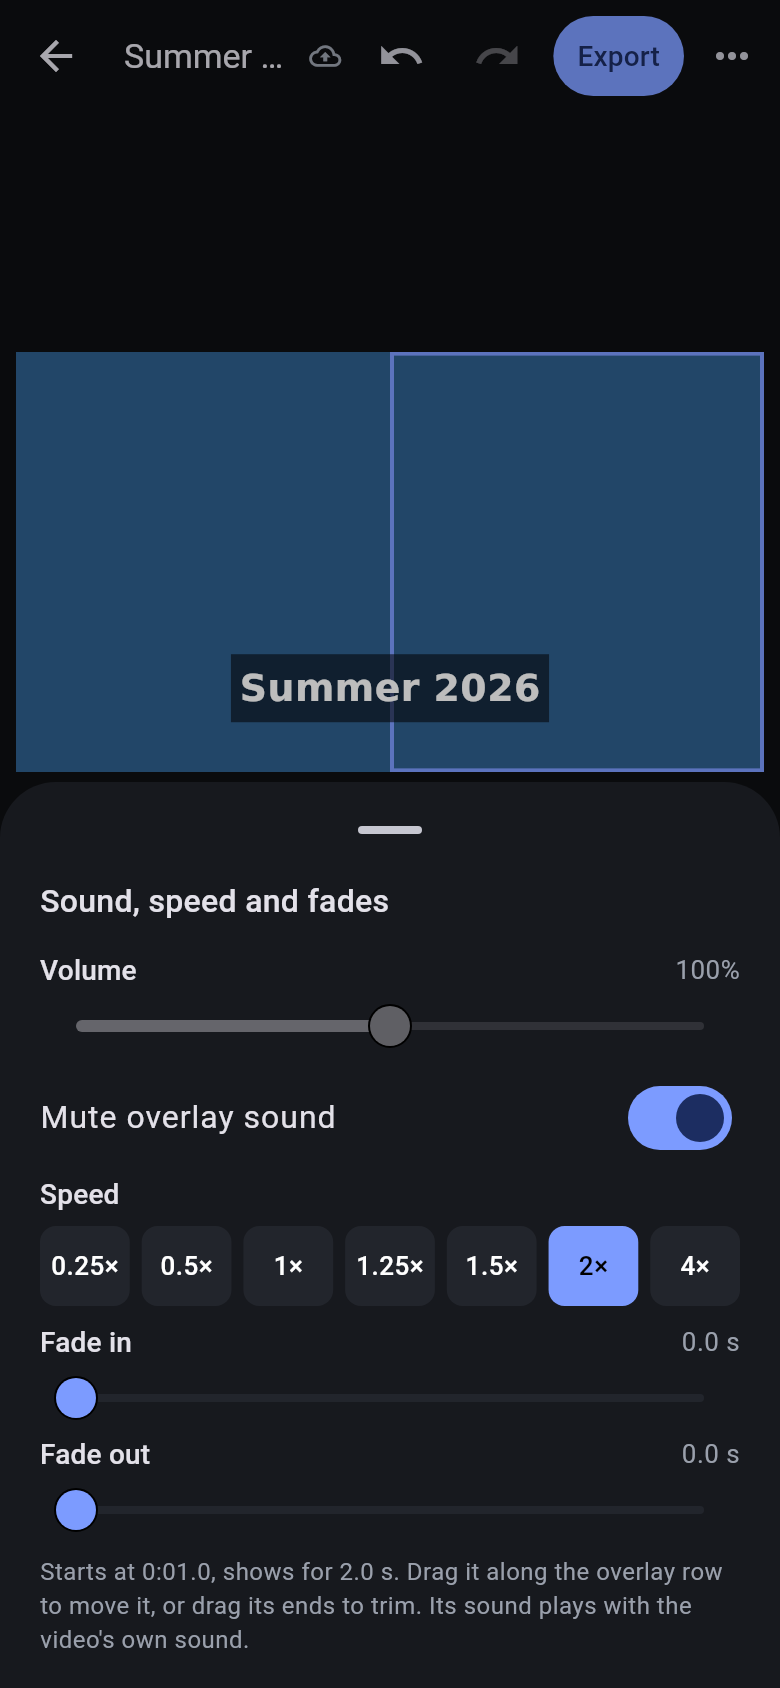 Summer ...
Export
Summer 2026
Sound, speed and fades
Volume 100%
Mute overlay sound
Speed
0.25× 0.5× 1× 1.25× 1.5× 2× 4×
Fade in 0.0 s
Fade out 0.0 s
Starts at 0:01.0, shows for 2.0 s. Drag it along the overlay row
to move it, or drag its ends to trim. Its sound plays with the
video's own sound.